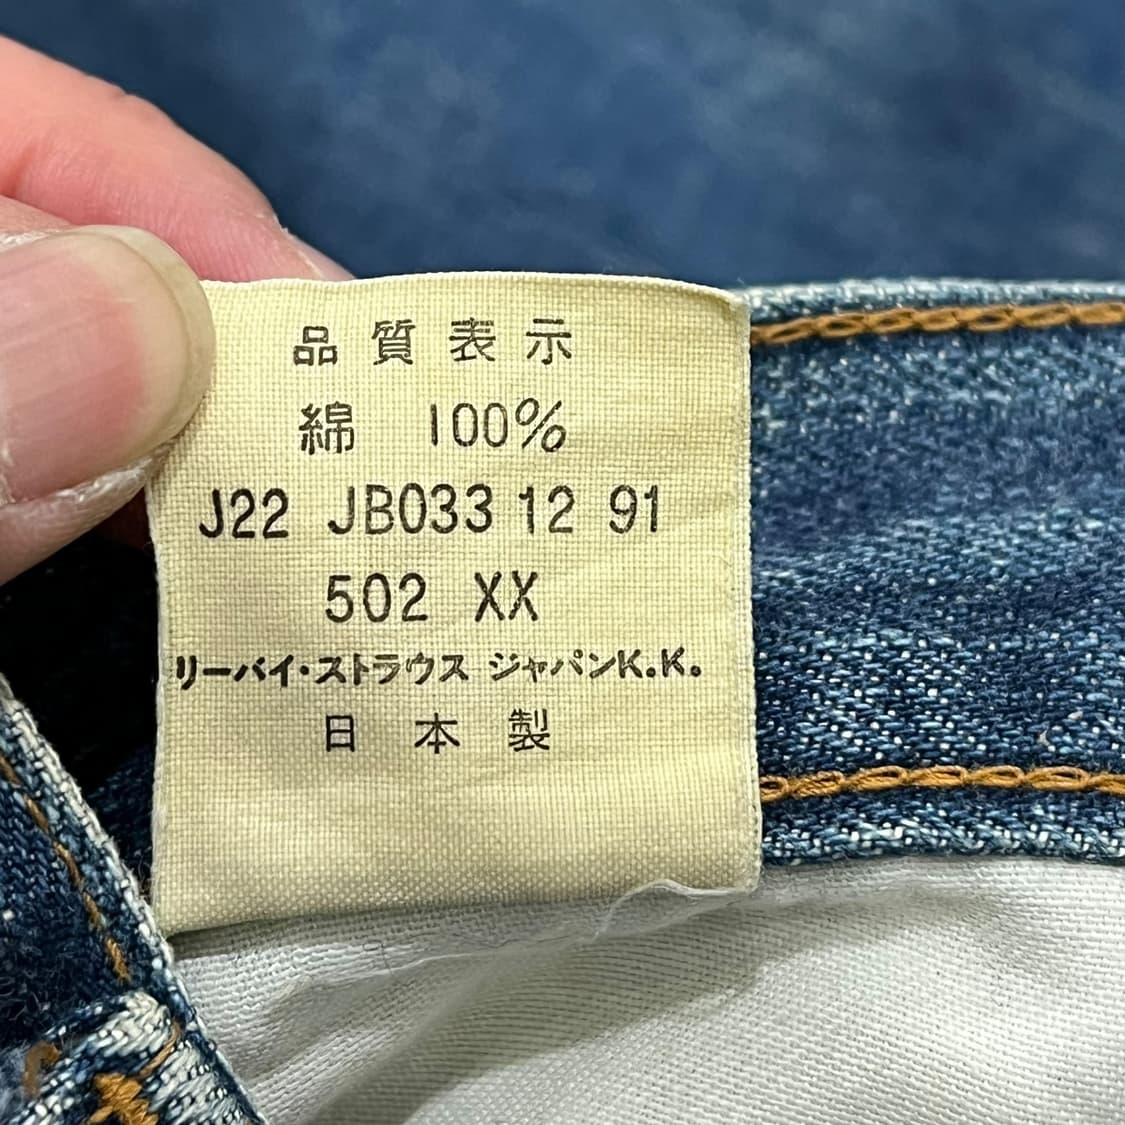 品質表示
綿 100%
J22 JB033 12 91
502 XX
リーバイ・ストラウス ジャパンK.K.
日本製